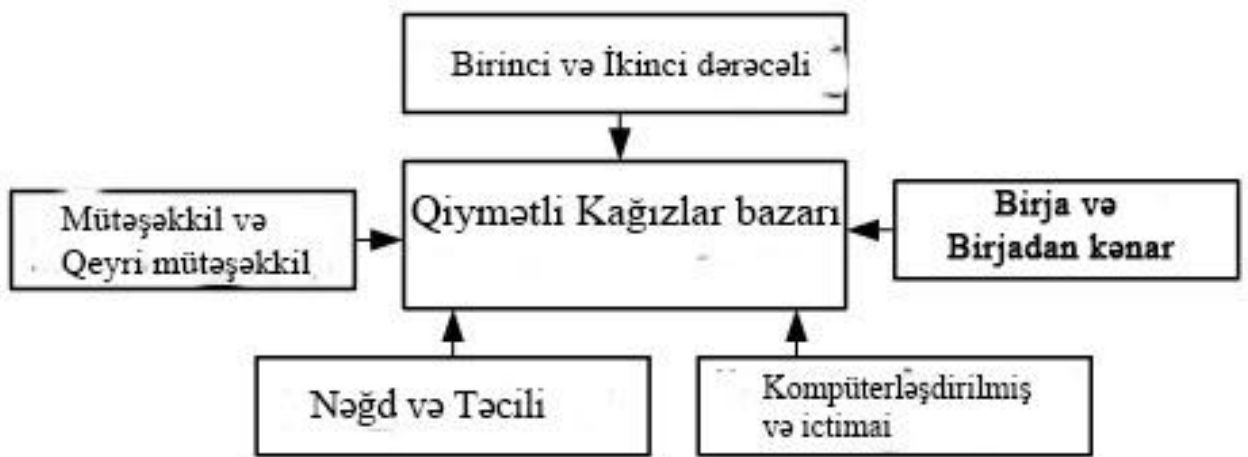 Birinci və İkinci dərəcəli
Qiymətli Kağızlar bazarı
Mütəşəkkil və
Qeyri mütəşəkkil
Birja və
Birjadan kənar
Nəğd və Təcili
Kompüterləşdirilmiş
və ictimai